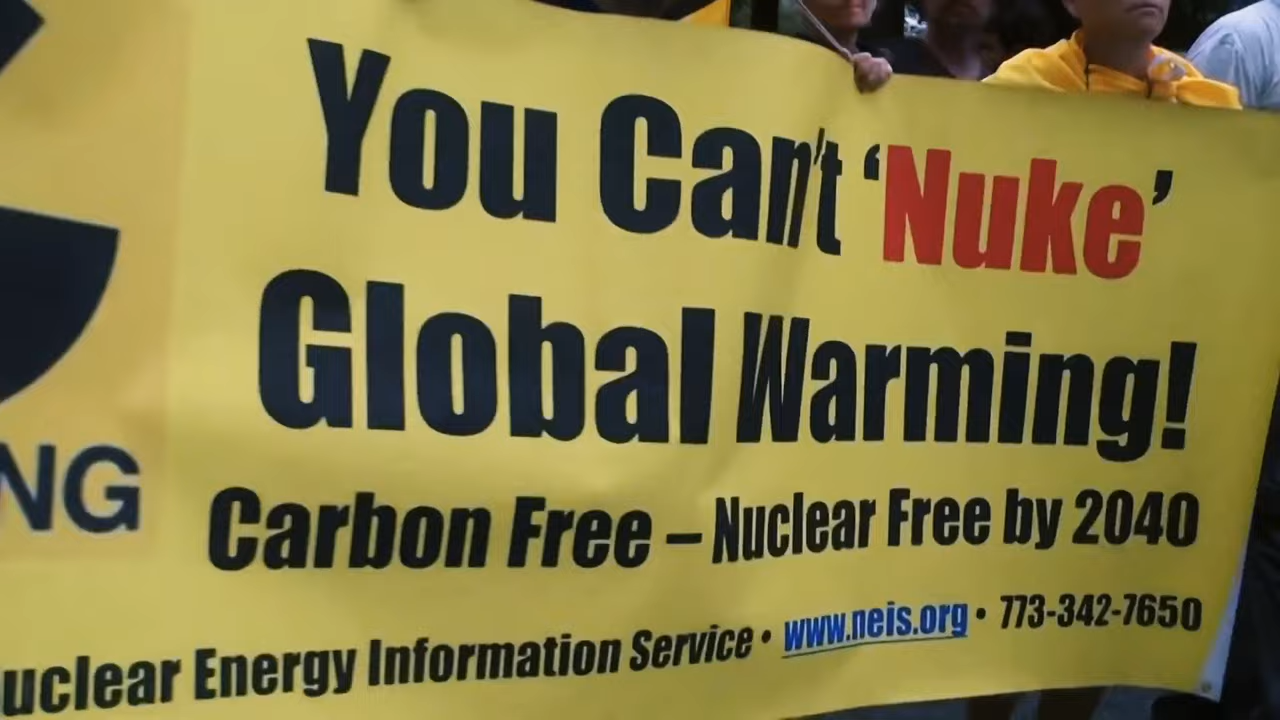 You Can't ‘Nuke’
Global Warming!
NG
Carbon Free – Nuclear Free by 2040
uclear Energy Information Service • www.neis.org • 773-342-7650